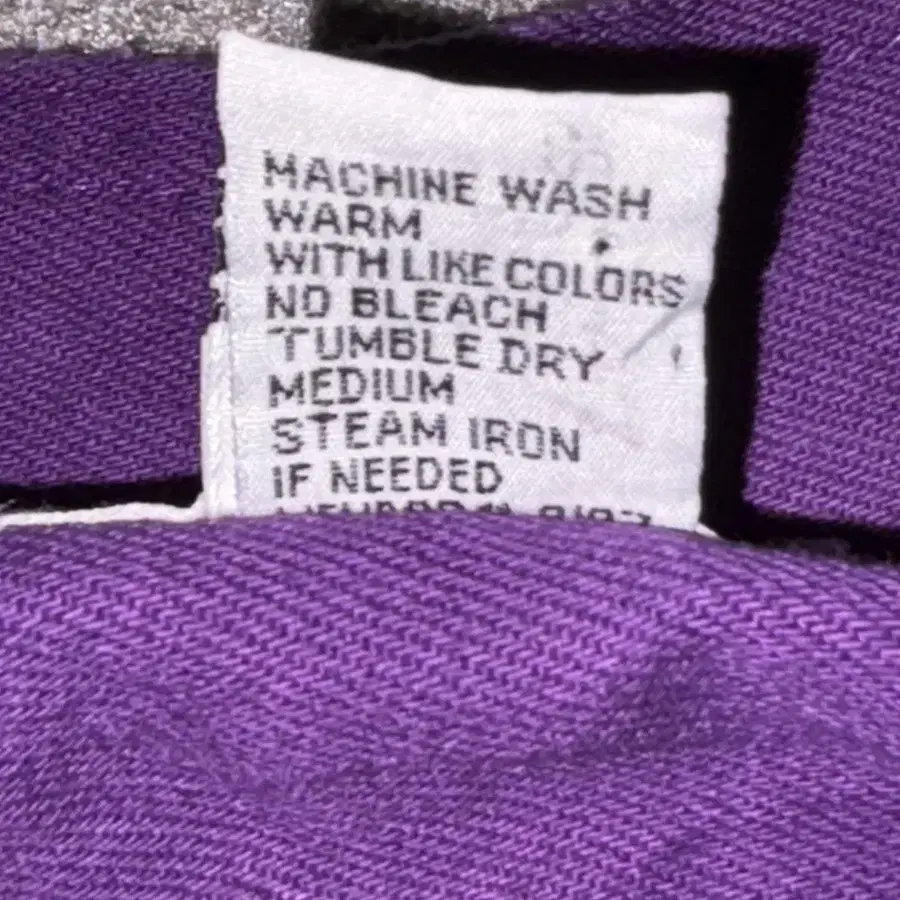 MACHINE WASH
WARM
WITH LIKE COLORS
NO BLEACH
TUMBLE DRY
MEDIUM
STEAM IRON
IF NEEDED